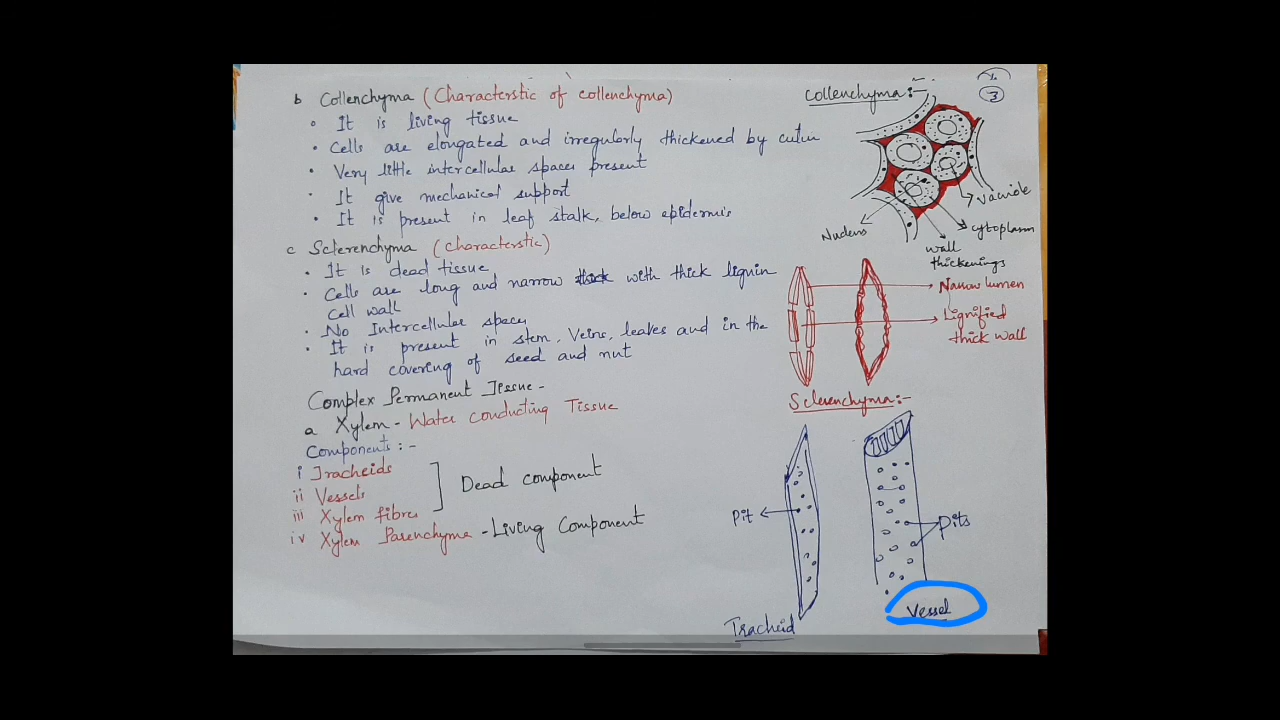 b Collenchyma (Characterstic of collenchyma)
• It is living tissue
• Cells are elongated and irregularly thickened by cutin
• Very little intercellular spaces present
• It give mechanical support
• It is present in leaf stalk, below epidermis
c Sclerenchyma (characterstic)
• It is dead tissue
• Cells are long and narrow thick with thick lignin
cell wall
• No Intercellular spaces
• It is present in stem, Veins, leaves and in the
hard covering of seed and nut
Complex Permanent Tissue -
a Xylem - Water conducting Tissue
Components :-
i Tracheids
ii Vessels
iii Xylem fibre
Dead component
iv Xylem Parenchyma - Living Component
3
Collenchyma :-
Vacuole
cytoplasm
Nucleus
wall
thickenings
Narrow lumen
Lignified
thick wall
Sclerenchyma :-
Pit
Pits
Tracheid
Vessel